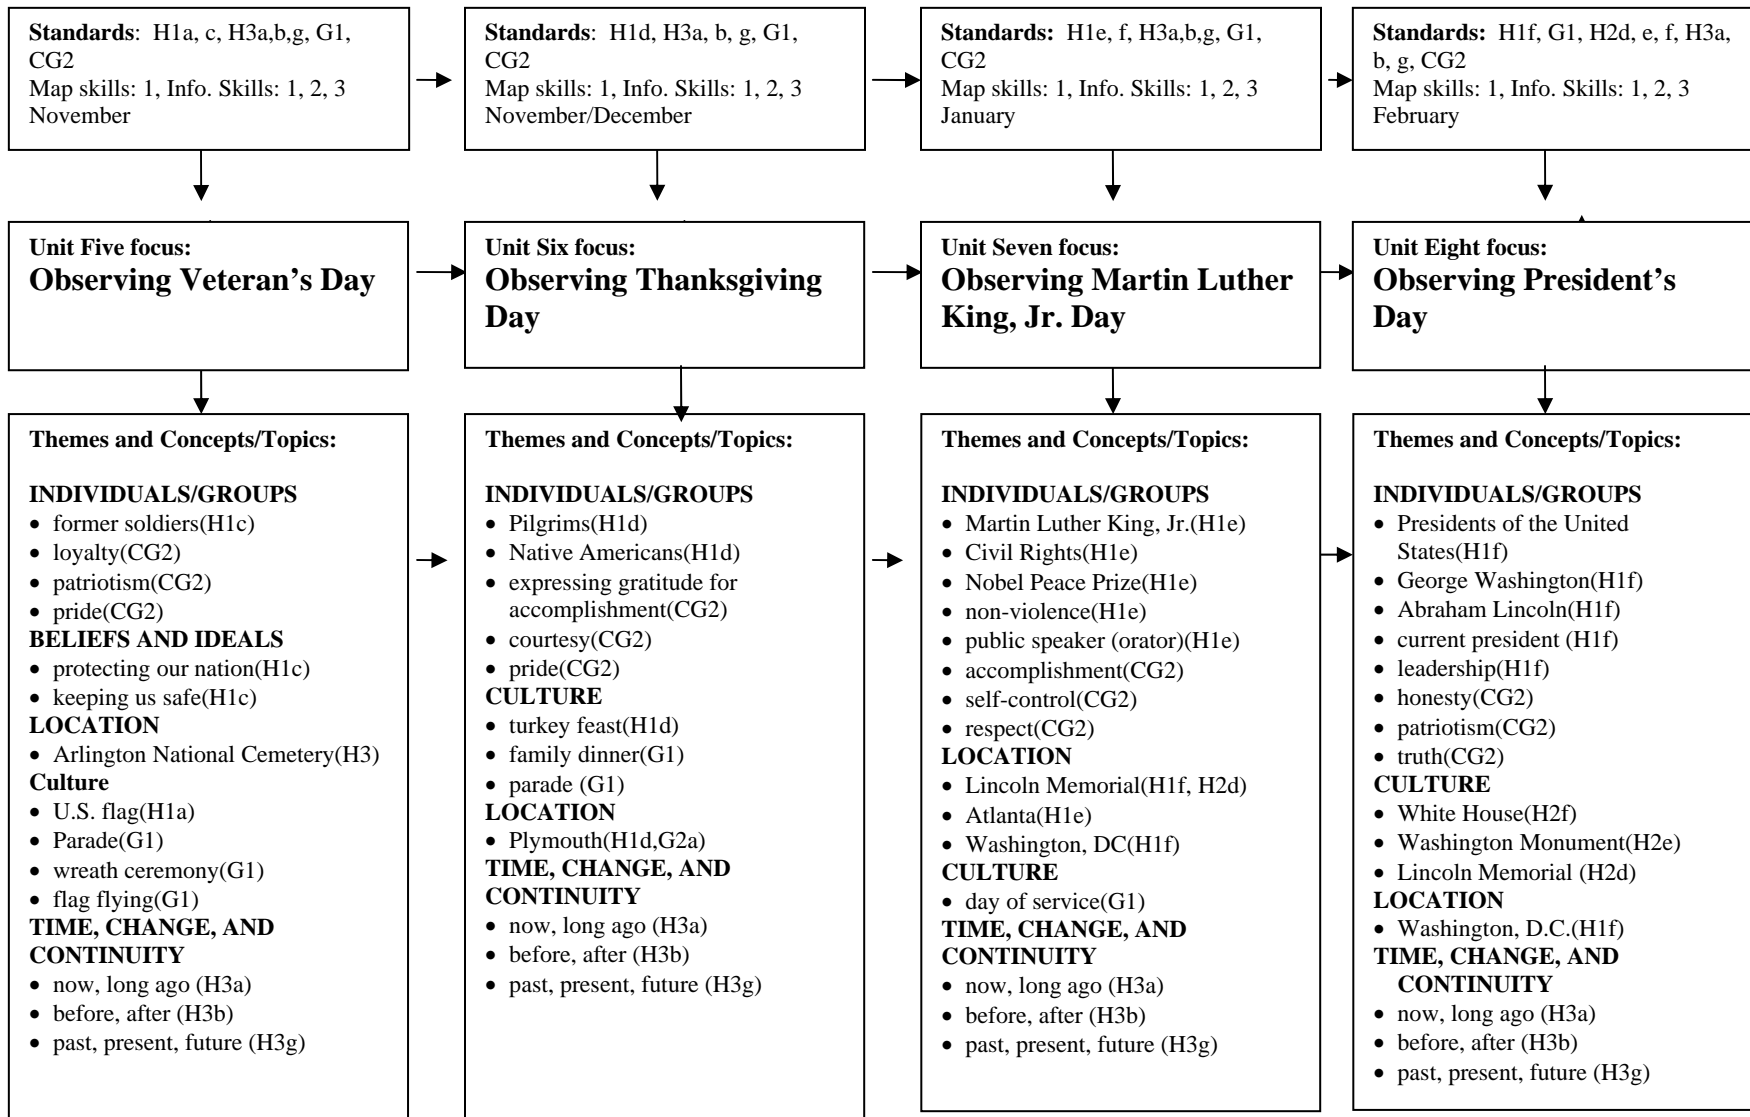 Standards:  H1a, c, H3a,b,g, G1,
CG2
Map skills: 1, Info. Skills: 1, 2, 3
November
Standards:  H1d, H3a, b, g, G1,
CG2
Map skills: 1, Info. Skills: 1, 2, 3
November/December
Standards:  H1e, f, H3a,b,g, G1,
CG2
Map skills: 1, Info. Skills: 1, 2, 3
January
Standards:  H1f, G1, H2d, e, f, H3a,
b, g, CG2
Map skills: 1, Info. Skills: 1, 2, 3
February
Unit Five focus:
Observing Veteran's Day
Unit Six focus:
Observing Thanksgiving
Day
Unit Seven focus:
Observing Martin Luther
King, Jr. Day
Unit Eight focus:
Observing President's
Day
Themes and Concepts/Topics:
INDIVIDUALS/GROUPS
• former soldiers(H1c)
• loyalty(CG2)
• patriotism(CG2)
• pride(CG2)
BELIEFS AND IDEALS
• protecting our nation(H1c)
• keeping us safe(H1c)
LOCATION
• Arlington National Cemetery(H3)
Culture
• U.S. flag(H1a)
• Parade(G1)
• wreath ceremony(G1)
• flag flying(G1)
TIME, CHANGE, AND
CONTINUITY
• now, long ago (H3a)
• before, after (H3b)
• past, present, future (H3g)
Themes and Concepts/Topics:
INDIVIDUALS/GROUPS
• Pilgrims(H1d)
• Native Americans(H1d)
• expressing gratitude for
accomplishment(CG2)
• courtesy(CG2)
• pride(CG2)
CULTURE
• turkey feast(H1d)
• family dinner(G1)
• parade (G1)
LOCATION
• Plymouth(H1d,G2a)
TIME, CHANGE, AND
CONTINUITY
• now, long ago (H3a)
• before, after (H3b)
• past, present, future (H3g)
Themes and Concepts/Topics:
INDIVIDUALS/GROUPS
• Martin Luther King, Jr.(H1e)
• Civil Rights(H1e)
• Nobel Peace Prize(H1e)
• non-violence(H1e)
• public speaker (orator)(H1e)
• accomplishment(CG2)
• self-control(CG2)
• respect(CG2)
LOCATION
• Lincoln Memorial(H1f, H2d)
• Atlanta(H1e)
• Washington, DC(H1f)
CULTURE
• day of service(G1)
TIME, CHANGE, AND
CONTINUITY
• now, long ago (H3a)
• before, after (H3b)
• past, present, future (H3g)
Themes and Concepts/Topics:
INDIVIDUALS/GROUPS
• Presidents of the United
States(H1f)
• George Washington(H1f)
• Abraham Lincoln(H1f)
• current president (H1f)
• leadership(H1f)
• honesty(CG2)
• patriotism(CG2)
• truth(CG2)
CULTURE
• White House(H2f)
• Washington Monument(H2e)
• Lincoln Memorial (H2d)
LOCATION
• Washington, D.C.(H1f)
TIME, CHANGE, AND
CONTINUITY
• now, long ago (H3a)
• before, after (H3b)
• past, present, future (H3g)